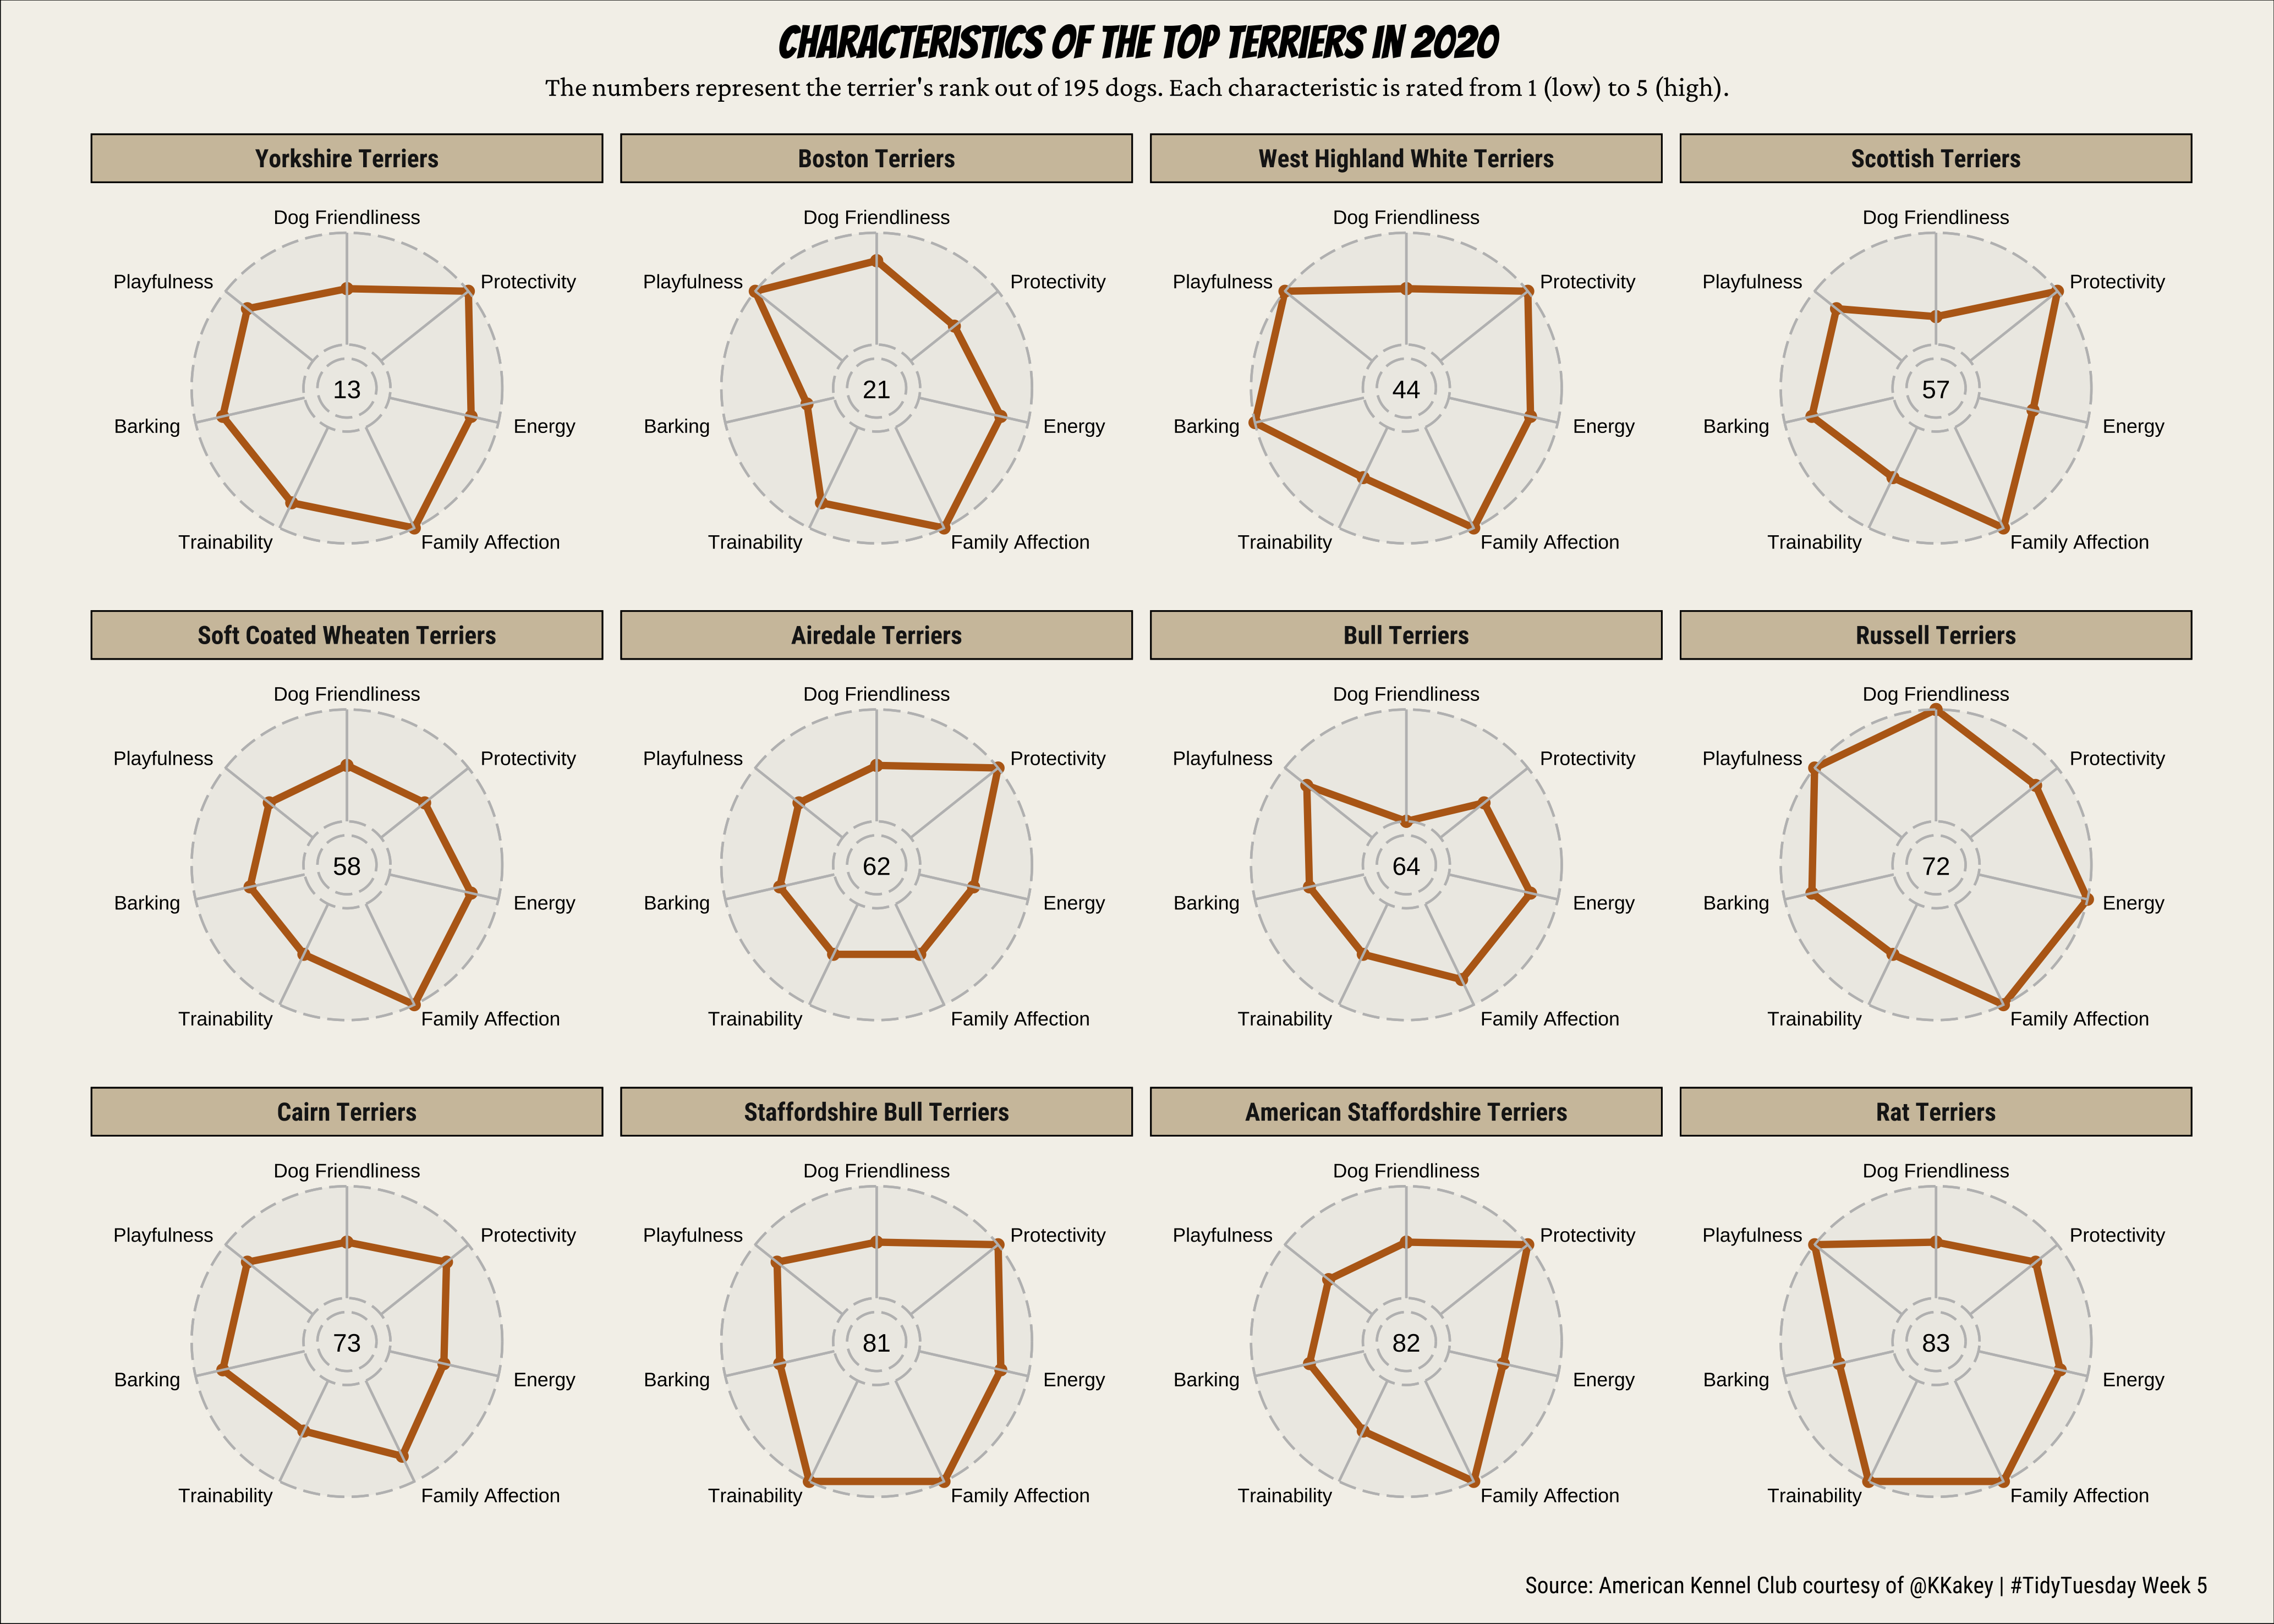 CHARACTERISTICS OF THE TOP TERRIERS IN 2020
The numbers represent the terrier's rank out of 195 dogs. Each characteristic is rated from 1 (low) to 5 (high).
Yorkshire Terriers
Dog Friendliness
Playfulness
Protectivity
13
Barking
Energy
Trainability
Family Affection
Boston Terriers
Dog Friendliness
Playfulness
Protectivity
21
Barking
Energy
Trainability
Family Affection
West Highland White Terriers
Dog Friendliness
Playfulness
Protectivity
44
Barking
Energy
Trainability
Family Affection
Scottish Terriers
Dog Friendliness
Playfulness
Protectivity
57
Barking
Energy
Trainability
Family Affection
Soft Coated Wheaten Terriers
Dog Friendliness
Playfulness
Protectivity
58
Barking
Energy
Trainability
Family Affection
Airedale Terriers
Dog Friendliness
Playfulness
Protectivity
62
Barking
Energy
Trainability
Family Affection
Bull Terriers
Dog Friendliness
Playfulness
Protectivity
64
Barking
Energy
Trainability
Family Affection
Russell Terriers
Dog Friendliness
Playfulness
Protectivity
72
Barking
Energy
Trainability
Family Affection
Cairn Terriers
Dog Friendliness
Playfulness
Protectivity
73
Barking
Energy
Trainability
Family Affection
Staffordshire Bull Terriers
Dog Friendliness
Playfulness
Protectivity
81
Barking
Energy
Trainability
Family Affection
American Staffordshire Terriers
Dog Friendliness
Playfulness
Protectivity
82
Barking
Energy
Trainability
Family Affection
Rat Terriers
Dog Friendliness
Playfulness
Protectivity
83
Barking
Energy
Trainability
Family Affection
Source: American Kennel Club courtesy of @KKakey | #TidyTuesday Week 5